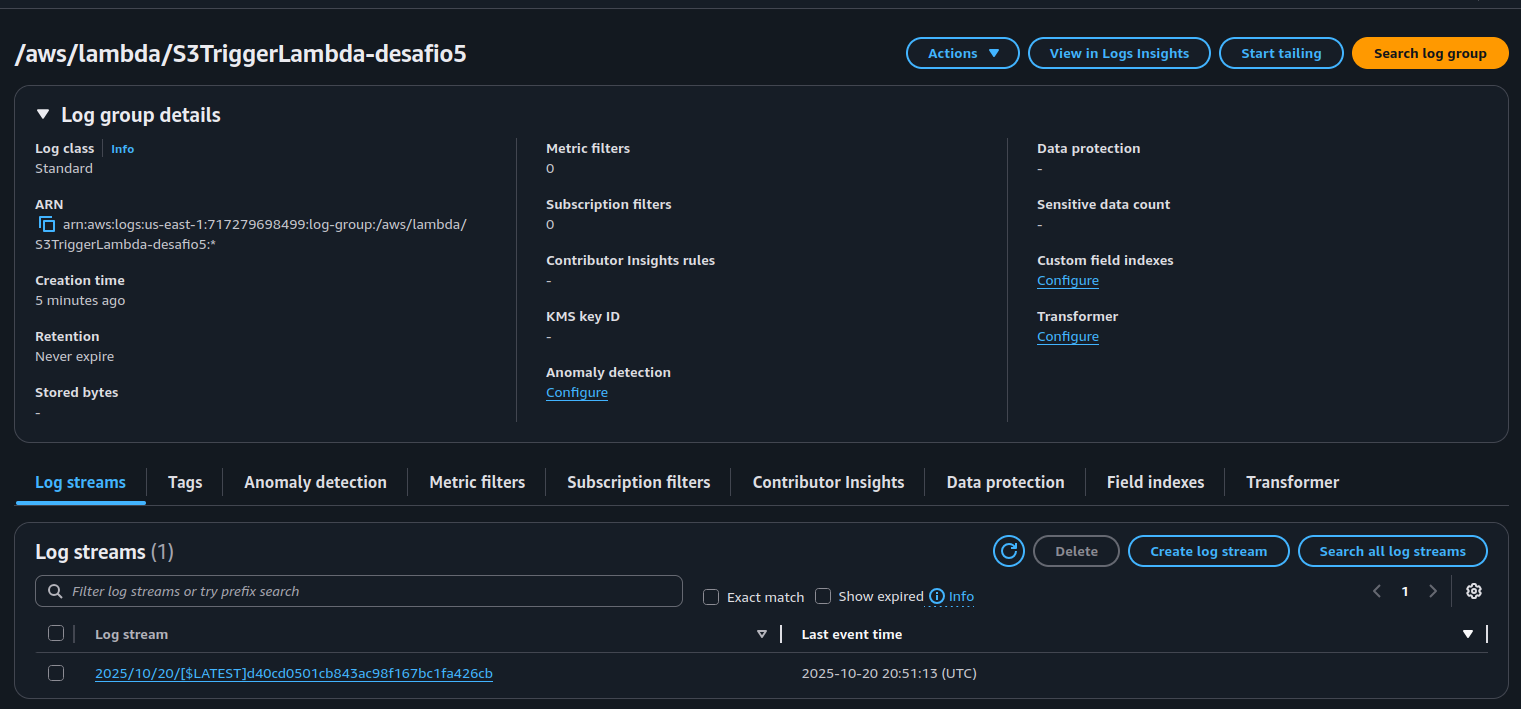 /aws/lambda/S3TriggerLambda-desafio5
Actions
View in Logs Insights
Start tailing
Search log group
Log group details
Log class
Info
Standard
ARN
arn:aws:logs:us-east-1:717279698499:log-group:/aws/lambda/
S3TriggerLambda-desafio5:*
Creation time
5 minutes ago
Retention
Never expire
Stored bytes
-
Metric filters
0
Subscription filters
0
Contributor Insights rules
-
KMS key ID
-
Anomaly detection
Configure
Data protection
-
Sensitive data count
-
Custom field indexes
Configure
Transformer
Configure
Log streams
Tags
Anomaly detection
Metric filters
Subscription filters
Contributor Insights
Data protection
Field indexes
Transformer
Log streams (1)
Delete
Create log stream
Search all log streams
Filter log streams or try prefix search
Exact match
Show expired
Info
1
Log stream
Last event time
2025/10/20/[$LATEST]d40cd0501cb843ac98f167bc1fa426cb
2025-10-20 20:51:13 (UTC)